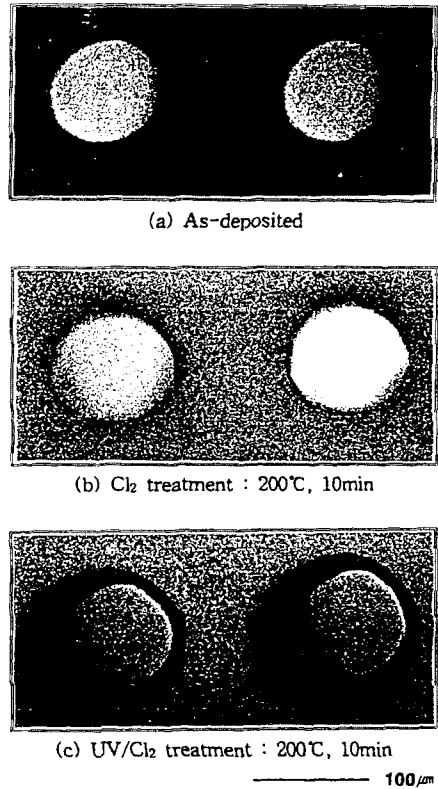 (a) As-deposited
(b) Cl₂ treatment : 200℃, 10min
(c) UV/Cl₂ treatment : 200℃, 10min
100㎛